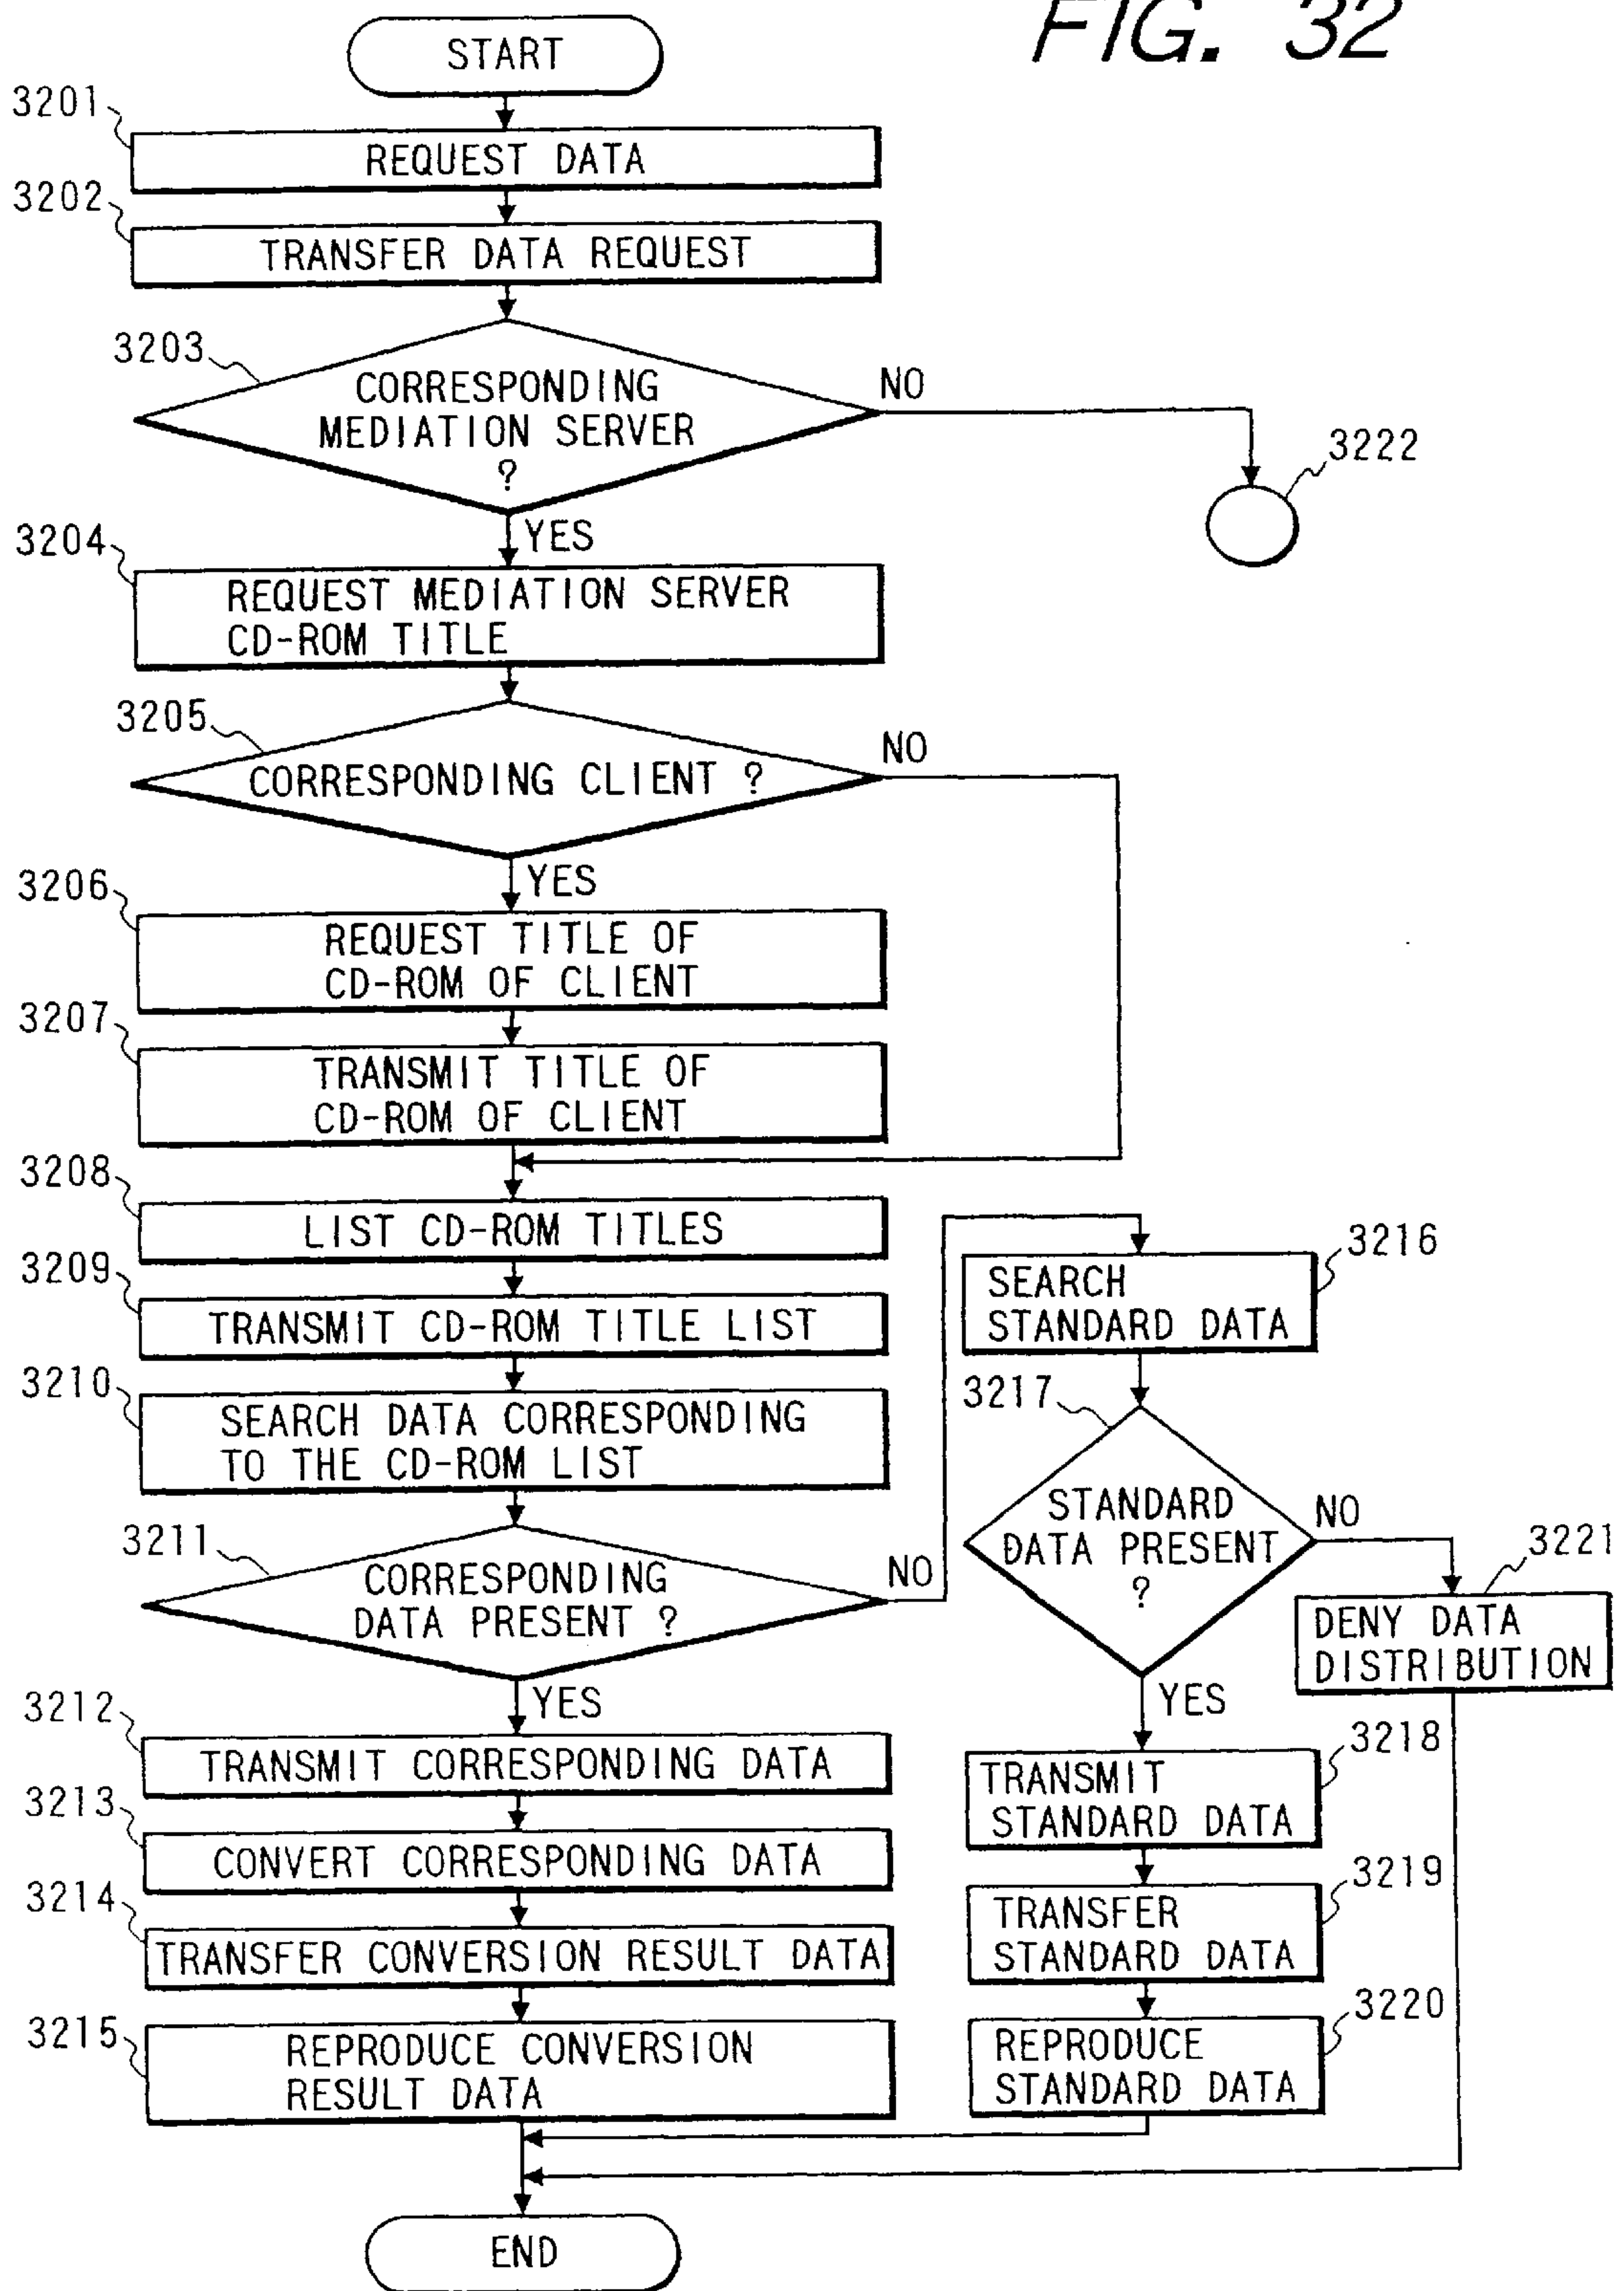 FIG. 32
START
3201
REQUEST DATA
3202
TRANSFER DATA REQUEST
3203
CORRESPONDING
MEDIATION SERVER
?
NO
3222
YES
3204
REQUEST MEDIATION SERVER
CD-ROM TITLE
3205
CORRESPONDING CLIENT ?
NO
YES
3206
REQUEST TITLE OF
CD-ROM OF CLIENT
3207
TRANSMIT TITLE OF
CD-ROM OF CLIENT
3208
LIST CD-ROM TITLES
3209
TRANSMIT CD-ROM TITLE LIST
3210
SEARCH DATA CORRESPONDING
TO THE CD-ROM LIST
3211
CORRESPONDING
DATA PRESENT ?
NO
YES
3212
TRANSMIT CORRESPONDING DATA
3213
CONVERT CORRESPONDING DATA
3214
TRANSFER CONVERSION RESULT DATA
3215
REPRODUCE CONVERSION
RESULT DATA
3216
SEARCH
STANDARD DATA
3217
STANDARD
DATA PRESENT
?
NO
3221
DENY DATA
DISTRIBUTION
YES
3218
TRANSMIT
STANDARD DATA
3219
TRANSFER
STANDARD DATA
3220
REPRODUCE
STANDARD DATA
END